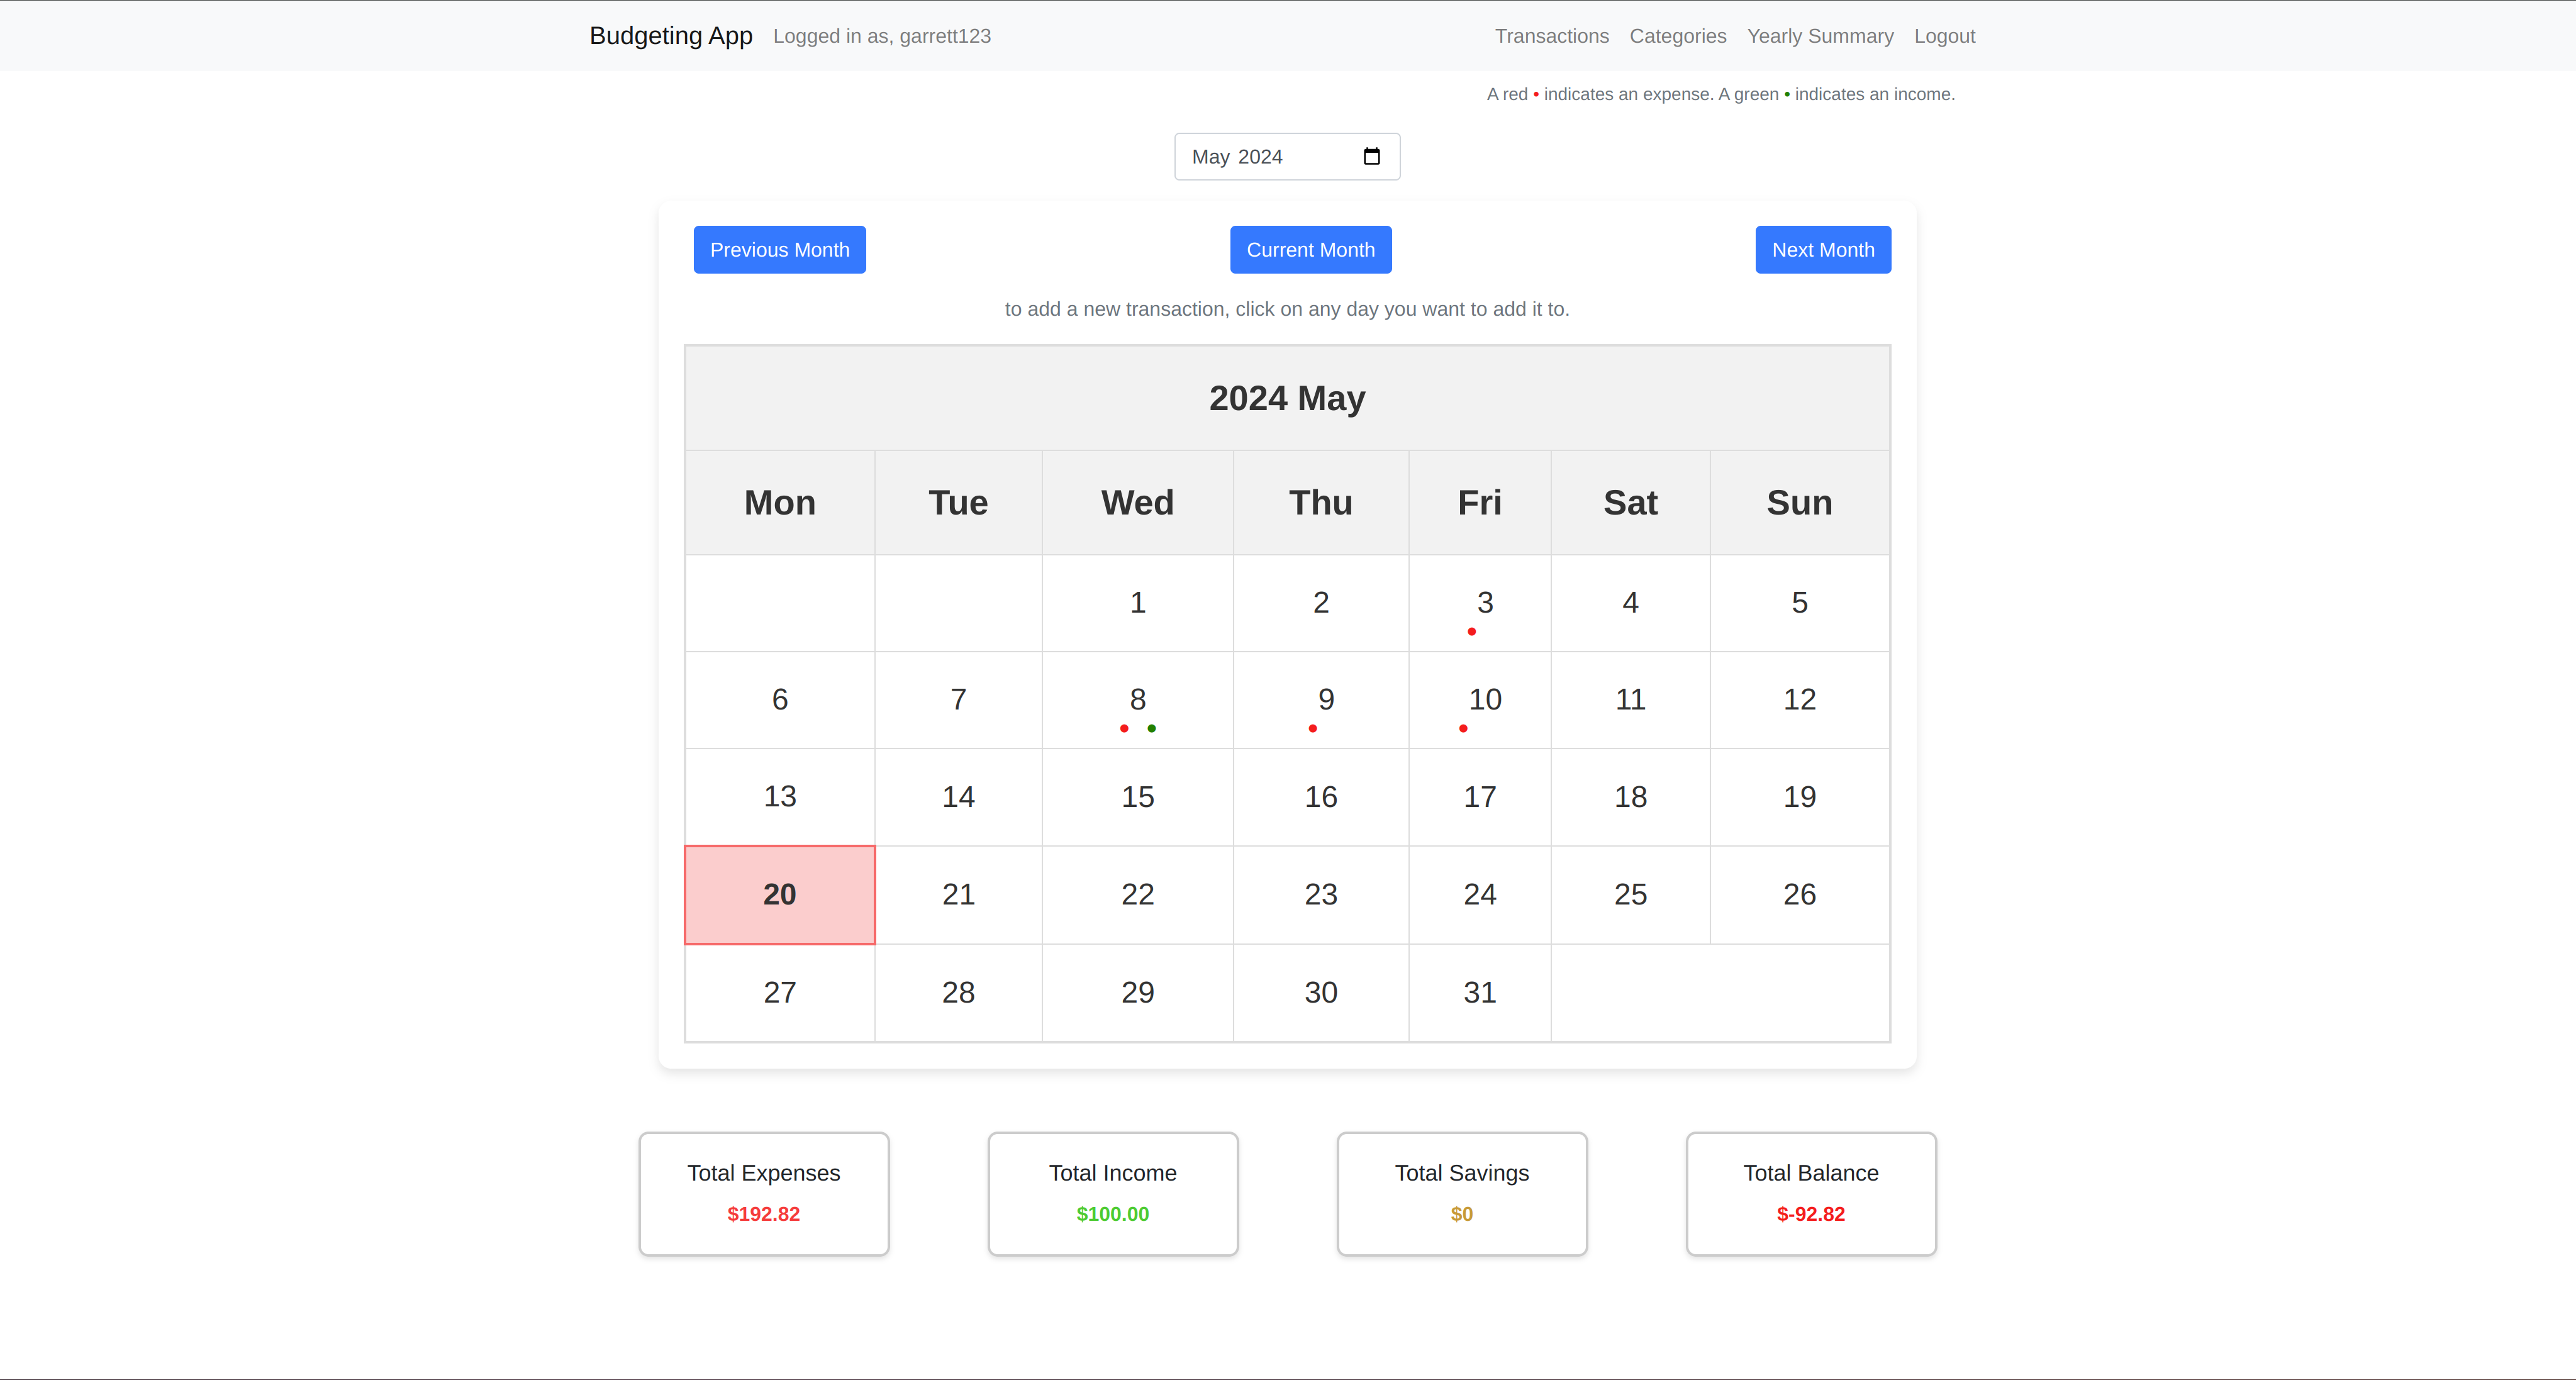 Budgeting App Logged in as, garrett123 Transactions Categories Yearly Summary Logout
A red • indicates an expense. A green • indicates an income.
May 2024
Previous Month Current Month Next Month
to add a new transaction, click on any day you want to add it to.
2024 May
Mon Tue Wed Thu Fri Sat Sun
1 2 3 4 5
6 7 8 9 10 11 12
13 14 15 16 17 18 19
20 21 22 23 24 25 26
27 28 29 30 31
Total Expenses Total Income Total Savings Total Balance
$192.82 $100.00 $0 $-92.82